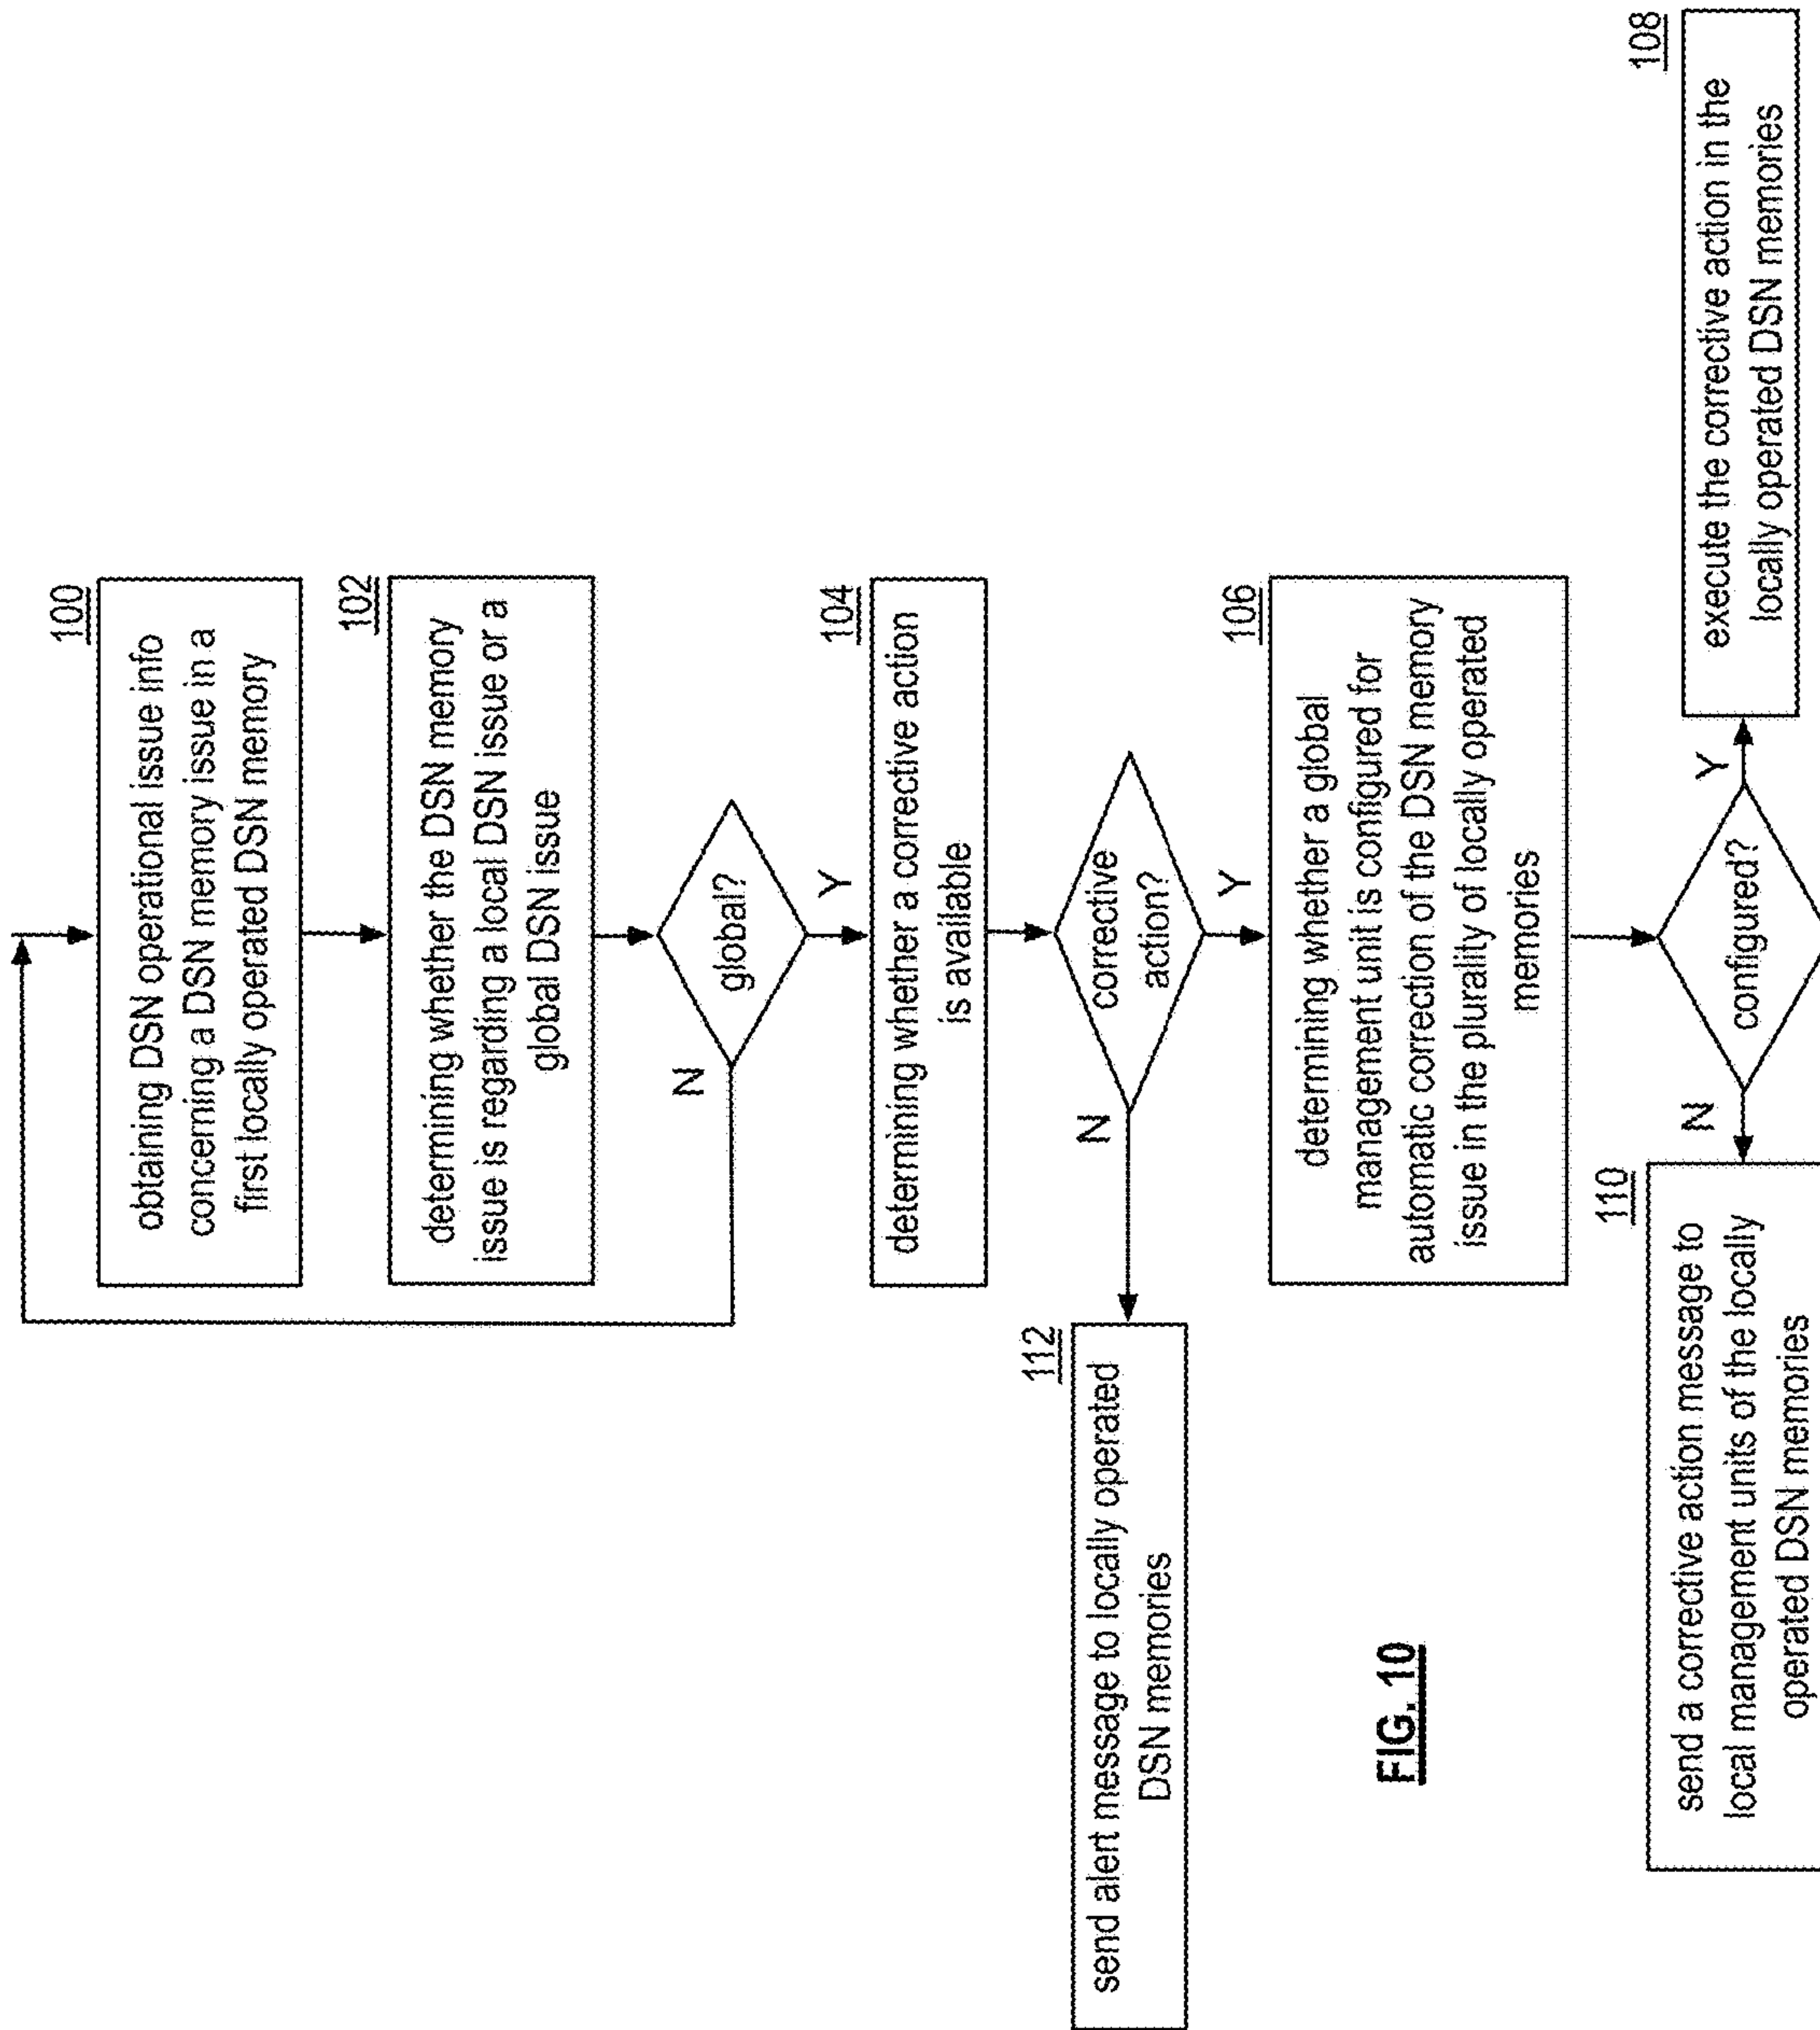 100
obtaining DSN operational issue info
concerning a DSN memory issue in a
first locally operated DSN memory
102
determining whether the DSN memory
issue is regarding a local DSN issue or a
global DSN issue
global?
N
Y
104
determining whether a corrective action
is available
corrective
action?
N
Y
112
send alert message to locally operated
DSN memories
106
determining whether a global
management unit is configured for
automatic correction of the DSN memory
issue in the plurality of locally operated
memories
configured?
N
Y
110
send a corrective action message to
local management units of the locally
operated DSN memories
108
execute the corrective action in the
locally operated DSN memories
FIG. 10